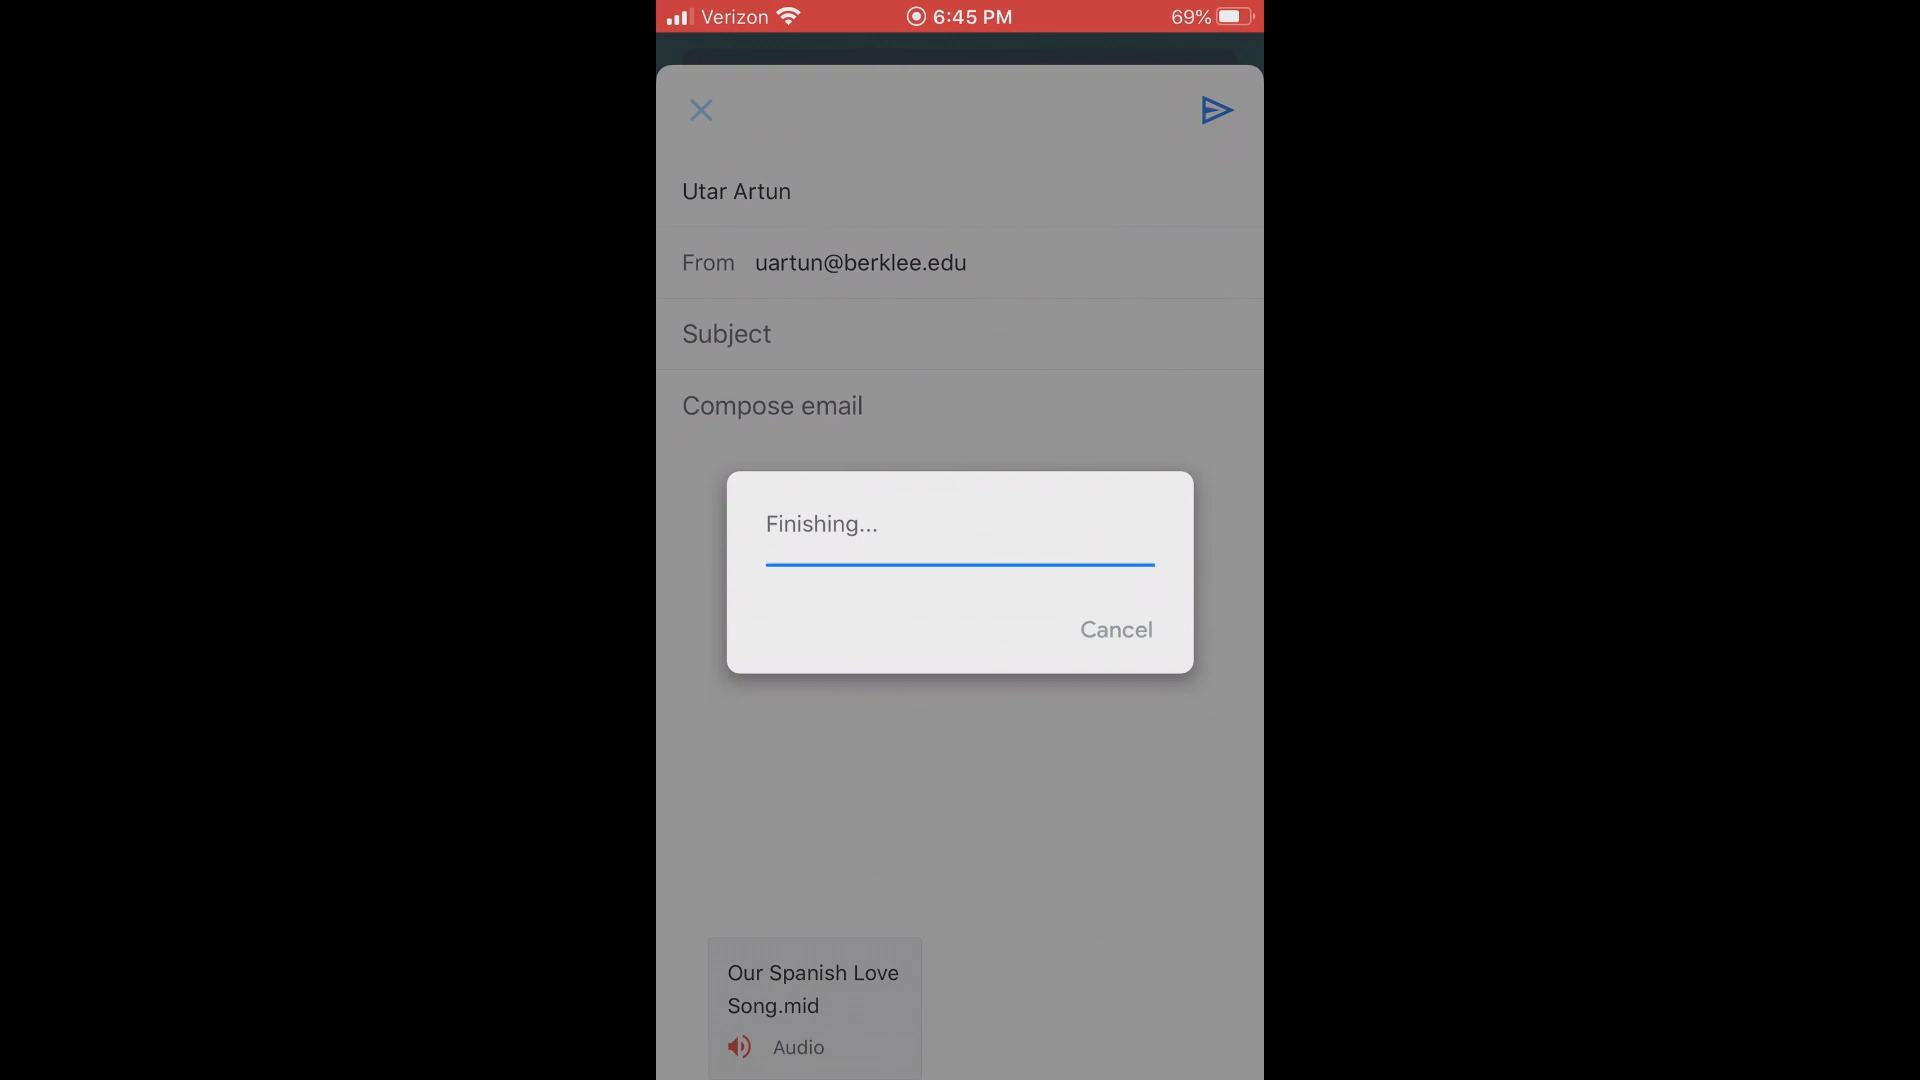 Verizon 6:45 PM 69%
Utar Artun
From uartun@berklee.edu
Subject
Compose email
Finishing...
Cancel
Our Spanish Love
Song.mid
Audio